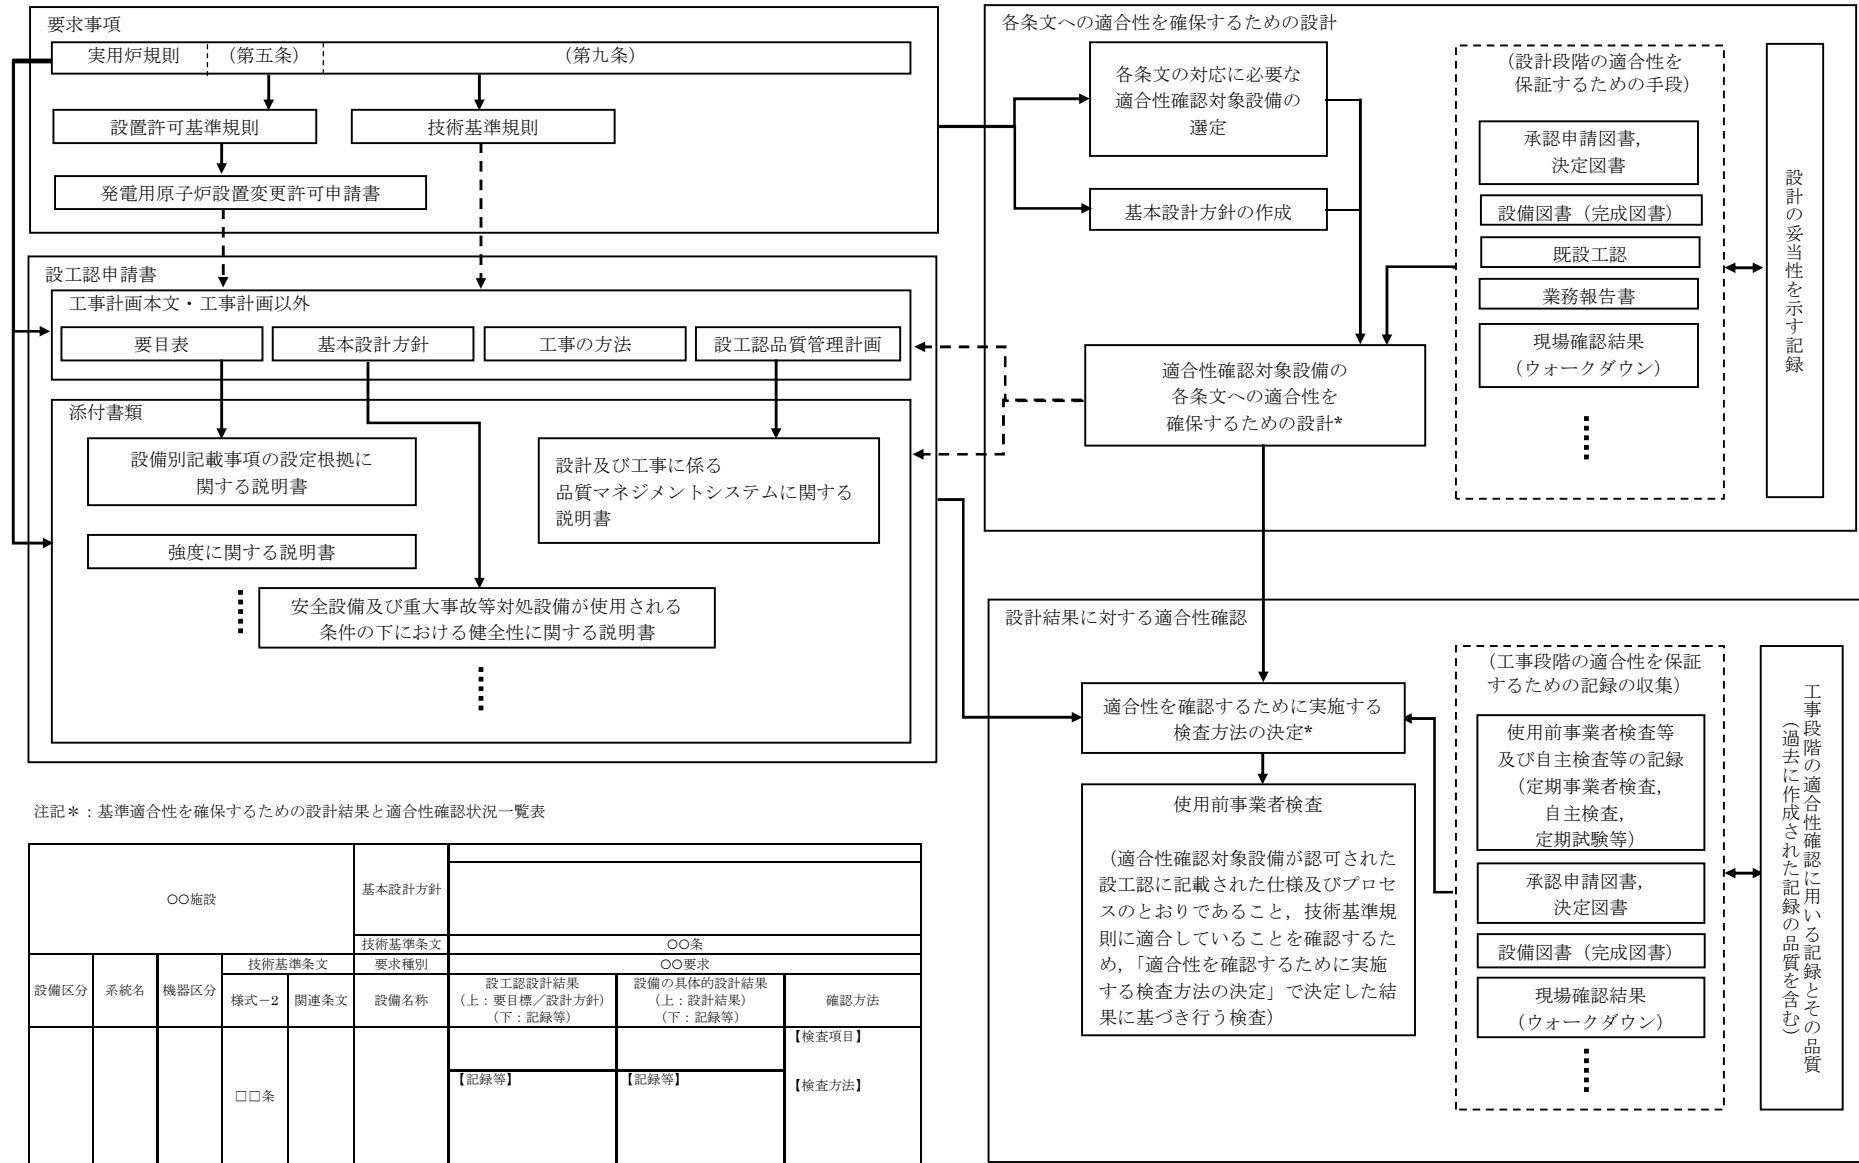 要求事項
実用炉規則
（第五条）
（第九条）
設置許可基準規則
技術基準規則
発電用原子炉設置変更許可申請書
設工認申請書
工事計画本文・工事計画以外
要目表
基本設計方針
工事の方法
設工認品質管理計画
添付書類
設備別記載事項の設定根拠に
関する説明書
設計及び工事に係る
品質マネジメントシステムに関する
説明書
強度に関する説明書
安全設備及び重大事故等対処設備が使用される
条件の下における健全性に関する説明書
各条文への適合性を確保するための設計
各条文の対応に必要な
適合性確認対象設備の
選定
基本設計方針の作成
（設計段階の適合性を
保証するための手段）
承認申請図書，
決定図書
設備図書（完成図書）
既設工認
業務報告書
現場確認結果
（ウォークダウン）
設計の妥当性を示す記録
適合性確認対象設備の
各条文への適合性を
確保するための設計*
設計結果に対する適合性確認
適合性を確認するために実施する
検査方法の決定*
使用前事業者検査
（適合性確認対象設備が認可された
設工認に記載された仕様及びプロセ
スのとおりであること，技術基準規
則に適合していることを確認するた
め，「適合性を確認するために実施
する検査方法の決定」で決定した結
果に基づき行う検査）
（工事段階の適合性を保証
するための記録の収集）
使用前事業者検査等
及び自主検査等の記録
（定期事業者検査，
自主検査，
定期試験等）
承認申請図書，
決定図書
設備図書（完成図書）
現場確認結果
（ウォークダウン）
工事段階の適合性確認に用いる記録とその品質
（過去に作成された記録の品質を含む）
注記＊：基準適合性を確保するための設計結果と適合性確認状況一覧表
○○施設
基本設計方針
技術基準条文
○○条
技術基準条文
要求種別
○○要求
設備区分
系統名
機器区分
様式－2
関連条文
設備名称
設工認設計結果
（上：要目標／設計方針）
（下：記録等）
設備の具体的設計結果
（上：設計結果）
（下：記録等）
確認方法
【検査項目】
【記録等】
【記録等】
【検査方法】
□□条